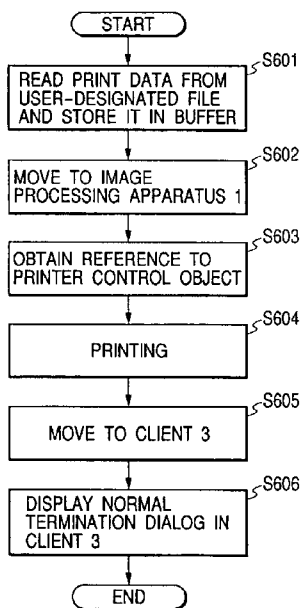 START
S601
READ PRINT DATA FROM
USER-DESIGNATED FILE
AND STORE IT IN BUFFER
S602
MOVE TO IMAGE
PROCESSING APPARATUS 1
S603
OBTAIN REFERENCE TO
PRINTER CONTROL OBJECT
S604
PRINTING
S605
MOVE TO CLIENT 3
S606
DISPLAY NORMAL
TERMINATION DIALOG IN
CLIENT 3
END